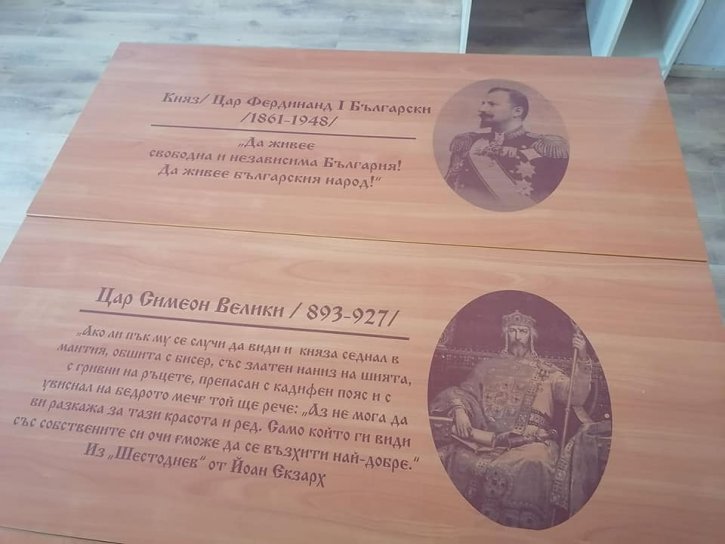 Княз/ Цар Фердинанд I Български
/1861-1948/
„Да живее
свободна и независима България!
Да живее българския народ!“
Цар Симеон Велики / 893-927/
„Ако ли пък му се случи да види и княза седнал в
мантия, обшита с бисер, със златен наниз на шията,
с гривни на ръцете, препасан с кадифен пояс и с
увиснал на бедрото меч той ще рече: „Аз не мога да
ви разкажа за тази красота и ред. Само който ги види
със собствените си очи може да се възхити най-добре.“
Из „Шестоднев“ от Йоан Екзарх